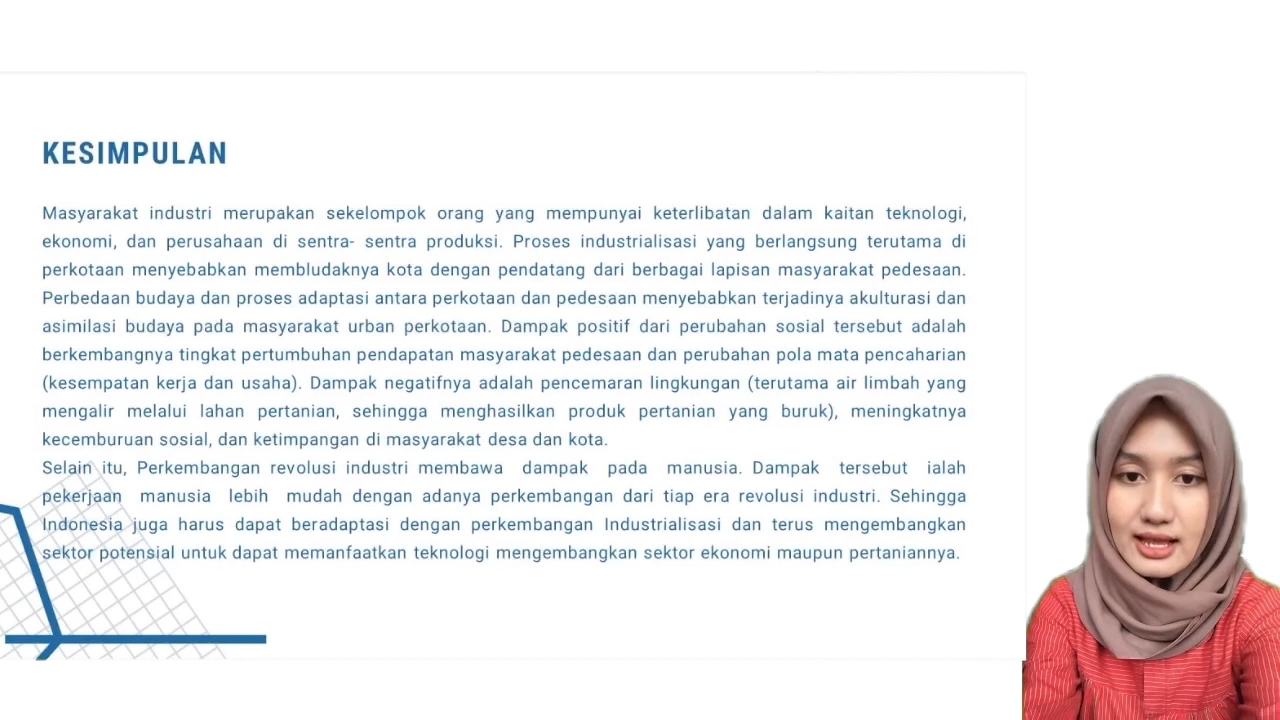 KESIMPULAN
Masyarakat industri merupakan sekelompok orang yang mempunyai keterlibatan dalam kaitan teknologi,
ekonomi, dan perusahaan di sentra- sentra produksi. Proses industrialisasi yang berlangsung terutama di
perkotaan menyebabkan membludaknya kota dengan pendatang dari berbagai lapisan masyarakat pedesaan.
Perbedaan budaya dan proses adaptasi antara perkotaan dan pedesaan menyebabkan terjadinya akulturasi dan
asimilasi budaya pada masyarakat urban perkotaan. Dampak positif dari perubahan sosial tersebut adalah
berkembangnya tingkat pertumbuhan pendapatan masyarakat pedesaan dan perubahan pola mata pencaharian
(kesempatan kerja dan usaha). Dampak negatifnya adalah pencemaran lingkungan (terutama air limbah yang
mengalir melalui lahan pertanian, sehingga menghasilkan produk pertanian yang buruk), meningkatnya
kecemburuan sosial, dan ketimpangan di masyarakat desa dan kota.
Selain itu, Perkembangan revolusi industri membawa dampak pada manusia. Dampak tersebut ialah
pekerjaan manusia lebih mudah dengan adanya perkembangan dari tiap era revolusi industri. Sehingga
Indonesia juga harus dapat beradaptasi dengan perkembangan Industrialisasi dan terus mengembangkan
sektor potensial untuk dapat memanfaatkan teknologi mengembangkan sektor ekonomi maupun pertaniannya.